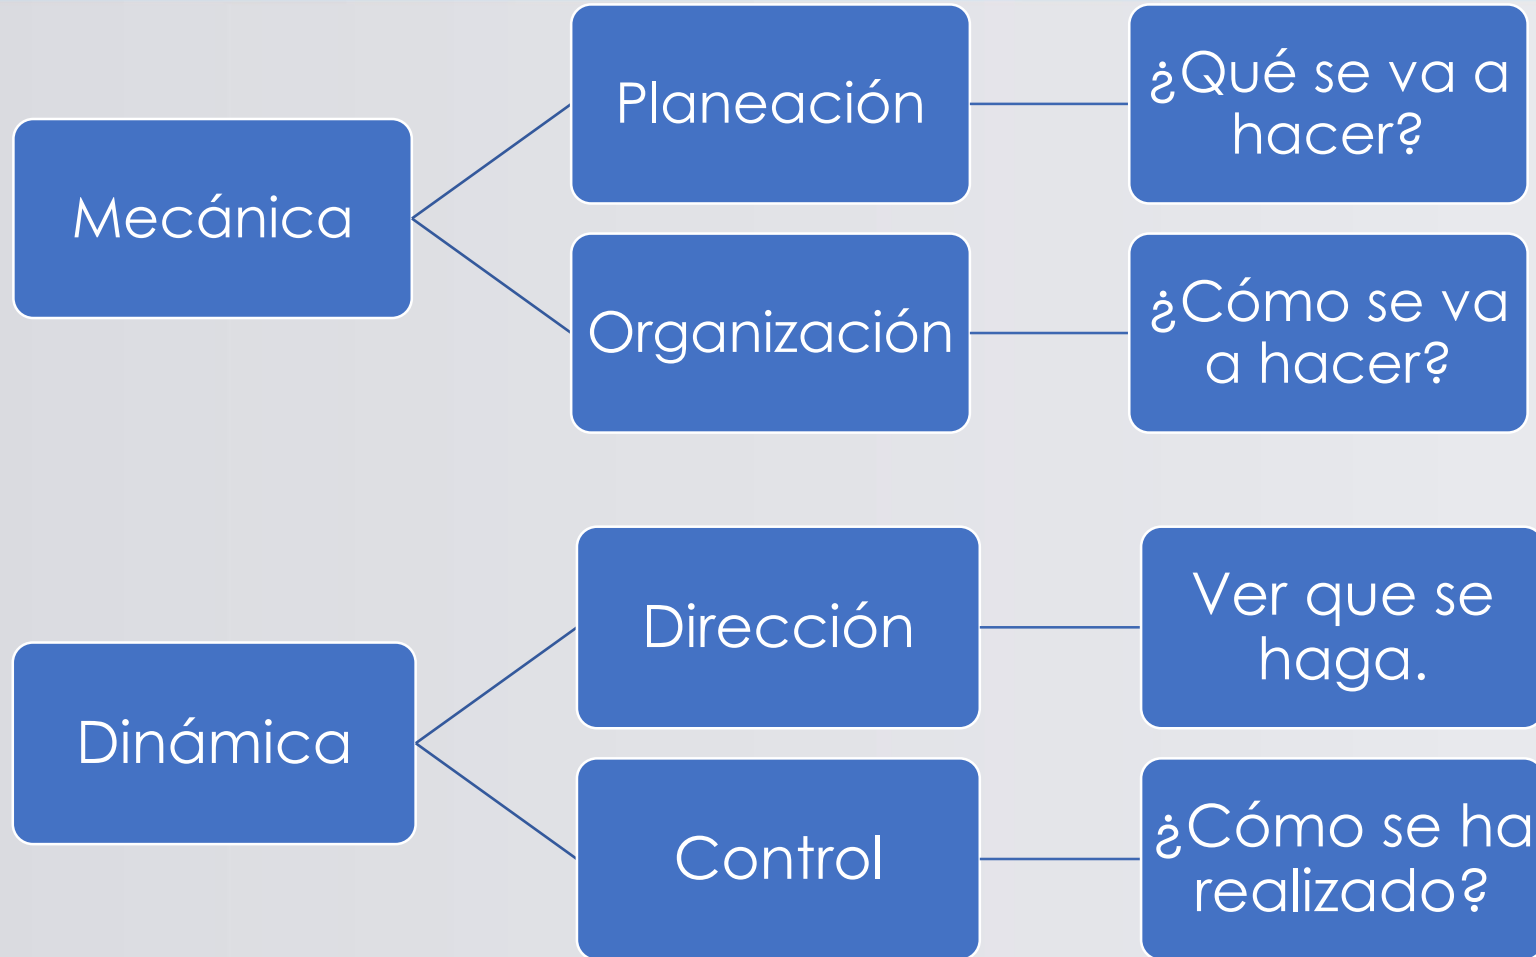 Mecánica
Planeación
¿Qué se va a
hacer?
Organización
¿Cómo se va
a hacer?
Dinámica
Dirección
Ver que se
haga.
Control
¿Cómo se ha
realizado?